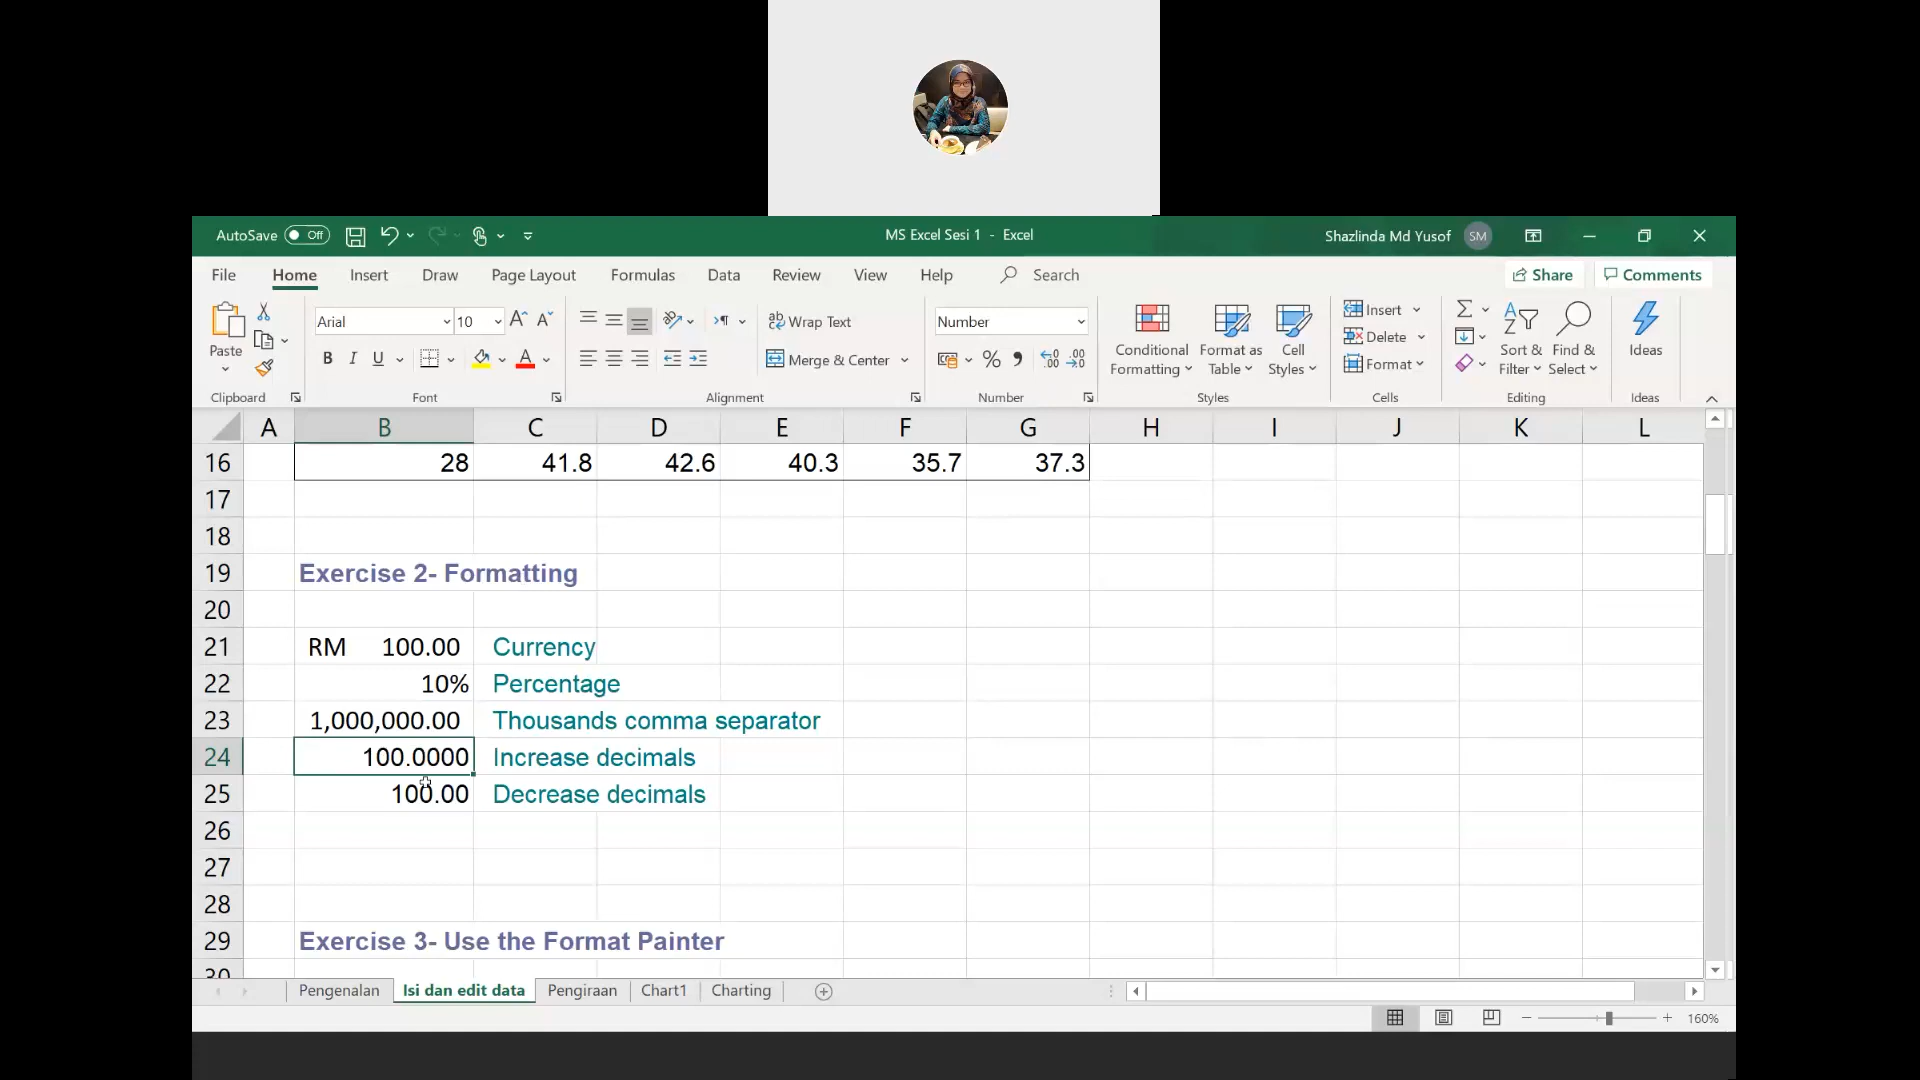 AutoSave Off
MS Excel Sesi 1 - Excel
Shazlinda Md Yusof SM
File Home Insert Draw Page Layout Formulas Data Review View Help Search
Share Comments
Arial 10
Wrap Text
Number
Insert
Paste
B I U
Merge & Center
Conditional Formatting
Format as Table
Cell Styles
Delete
Format
Sort & Filter
Find & Select
Ideas
Clipboard Font Alignment Number Styles Cells Editing Ideas
A B C D E F G H I J K L
16 28 41.8 42.6 40.3 35.7 37.3
17
18
19 Exercise 2- Formatting
20
21 RM 100.00 Currency
22 10% Percentage
23 1,000,000.00 Thousands comma separator
24 100.0000 Increase decimals
25 100.00 Decrease decimals
26
27
28
29 Exercise 3- Use the Format Painter
30
Pengenalan Isi dan edit data Pengiraan Chart1 Charting
160%